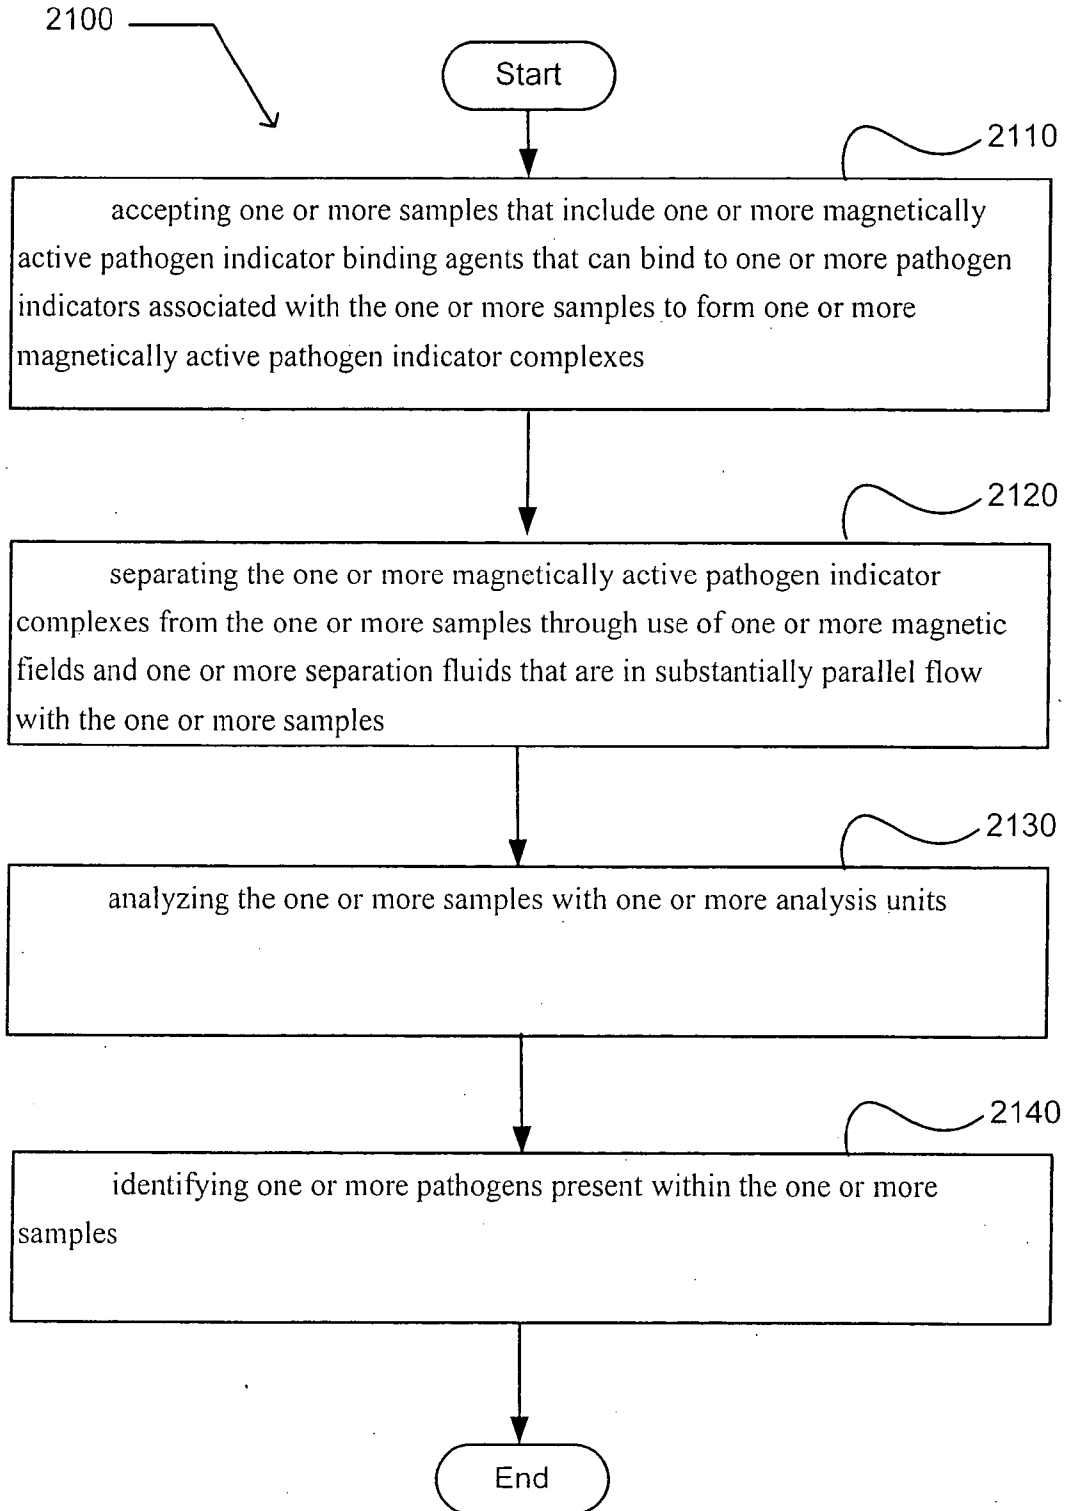 2100
Start
2110
accepting one or more samples that include one or more magnetically
active pathogen indicator binding agents that can bind to one or more pathogen
indicators associated with the one or more samples to form one or more
magnetically active pathogen indicator complexes
2120
separating the one or more magnetically active pathogen indicator
complexes from the one or more samples through use of one or more magnetic
fields and one or more separation fluids that are in substantially parallel flow
with the one or more samples
2130
analyzing the one or more samples with one or more analysis units
2140
identifying one or more pathogens present within the one or more
samples
End